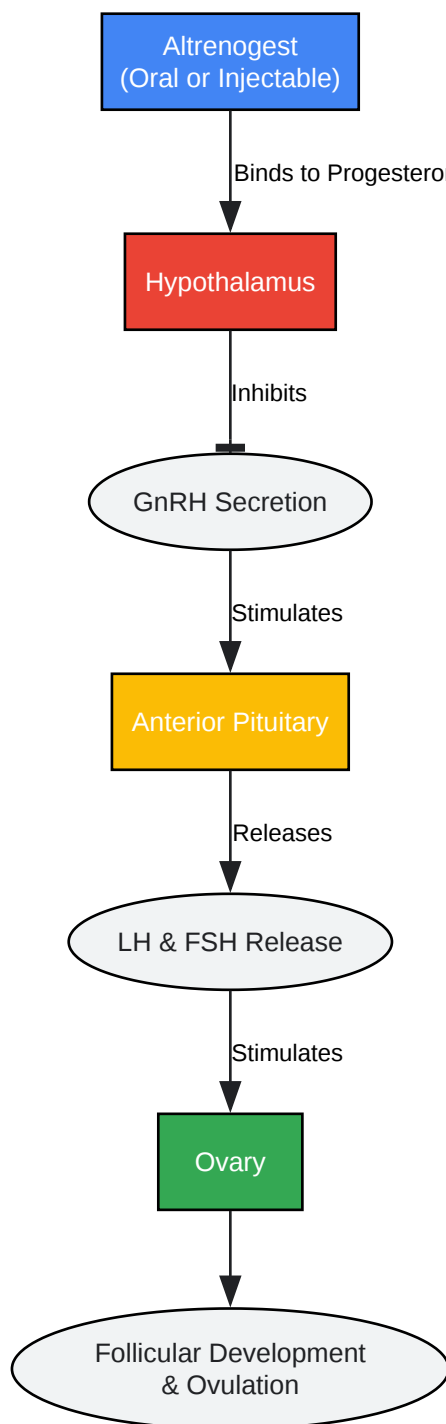 Altrenogest
(Oral or Injectable)
Binds to
Hypothalamus
Inhibits
GnRH Secretion
Stimulates
Anterior Pituitary
Releases
LH & FSH Release
Stimulates
Ovary
Follicular Development
& Ovulation